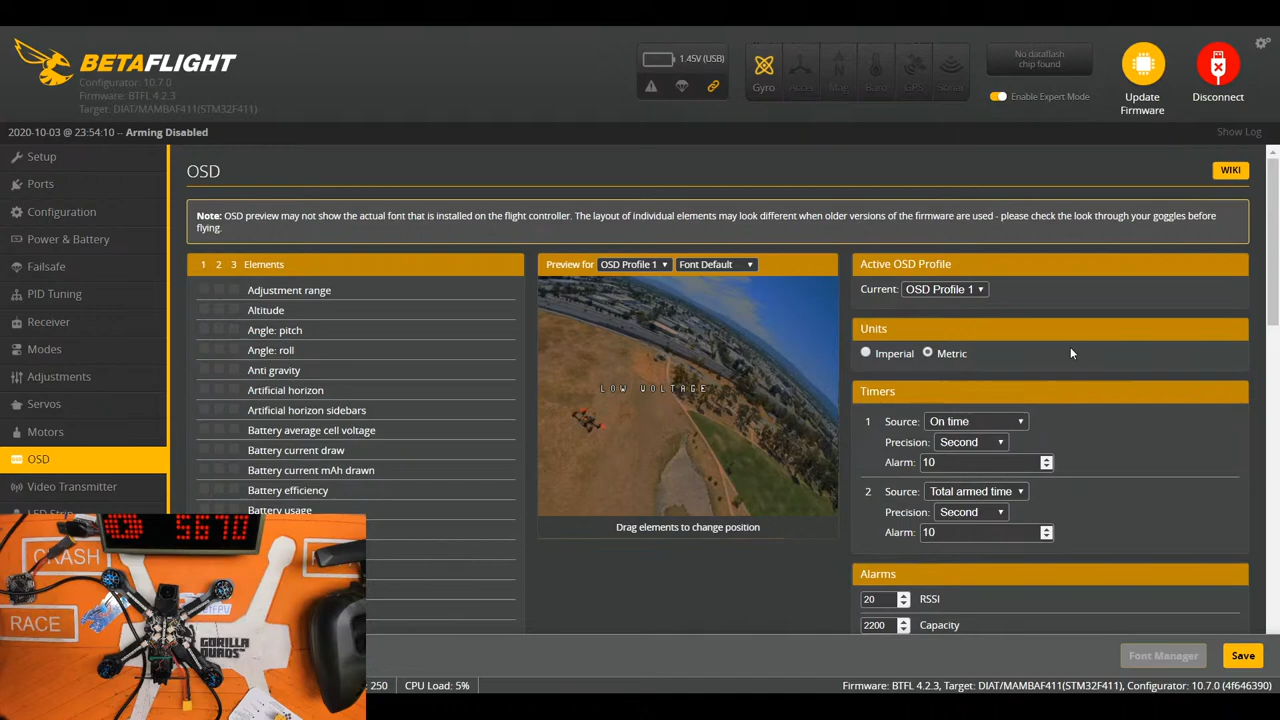 BETAFLIGHT
Configurator: 10.7.0
Firmware: BTFL 4.2.3
Target: DIAT/MAMBAF411(STM32F411)
1.45V (USB)
Gyro
Accel
Mag
Baro
GPS
Sonar
No dataflash
chip found
Enable Expert Mode
Update
Firmware
Disconnect
2020-10-03 @ 23:54:10 -- Arming Disabled
Show Log
Setup
Ports
Configuration
Power & Battery
Failsafe
PID Tuning
Receiver
Modes
Adjustments
Servos
Motors
OSD
Video Transmitter
LED Strip
OSD
WIKI
Note: OSD preview may not show the actual font that is installed on the flight controller. The layout of individual elements may look different when older versions of the firmware are used - please check the look through your goggles before
flying.
1 2 3 Elements
Adjustment range
Altitude
Angle: pitch
Angle: roll
Anti gravity
Artificial horizon
Artificial horizon sidebars
Battery average cell voltage
Battery current draw
Battery current mAh drawn
Battery efficiency
Battery usage
Preview for OSD Profile 1 Font Default
LOW VOLTAGE
Drag elements to change position
Active OSD Profile
Current: OSD Profile 1
Units
Imperial Metric
Timers
1 Source: On time
Precision: Second
Alarm: 10
2 Source: Total armed time
Precision: Second
Alarm: 10
Alarms
20 RSSI
2200 Capacity
Font Manager
Save
CRASH
RACE
GORILLA
QUADS
250
CPU Load: 5%
Firmware: BTFL 4.2.3, Target: DIAT/MAMBAF411(STM32F411), Configurator: 10.7.0 (4f646390)